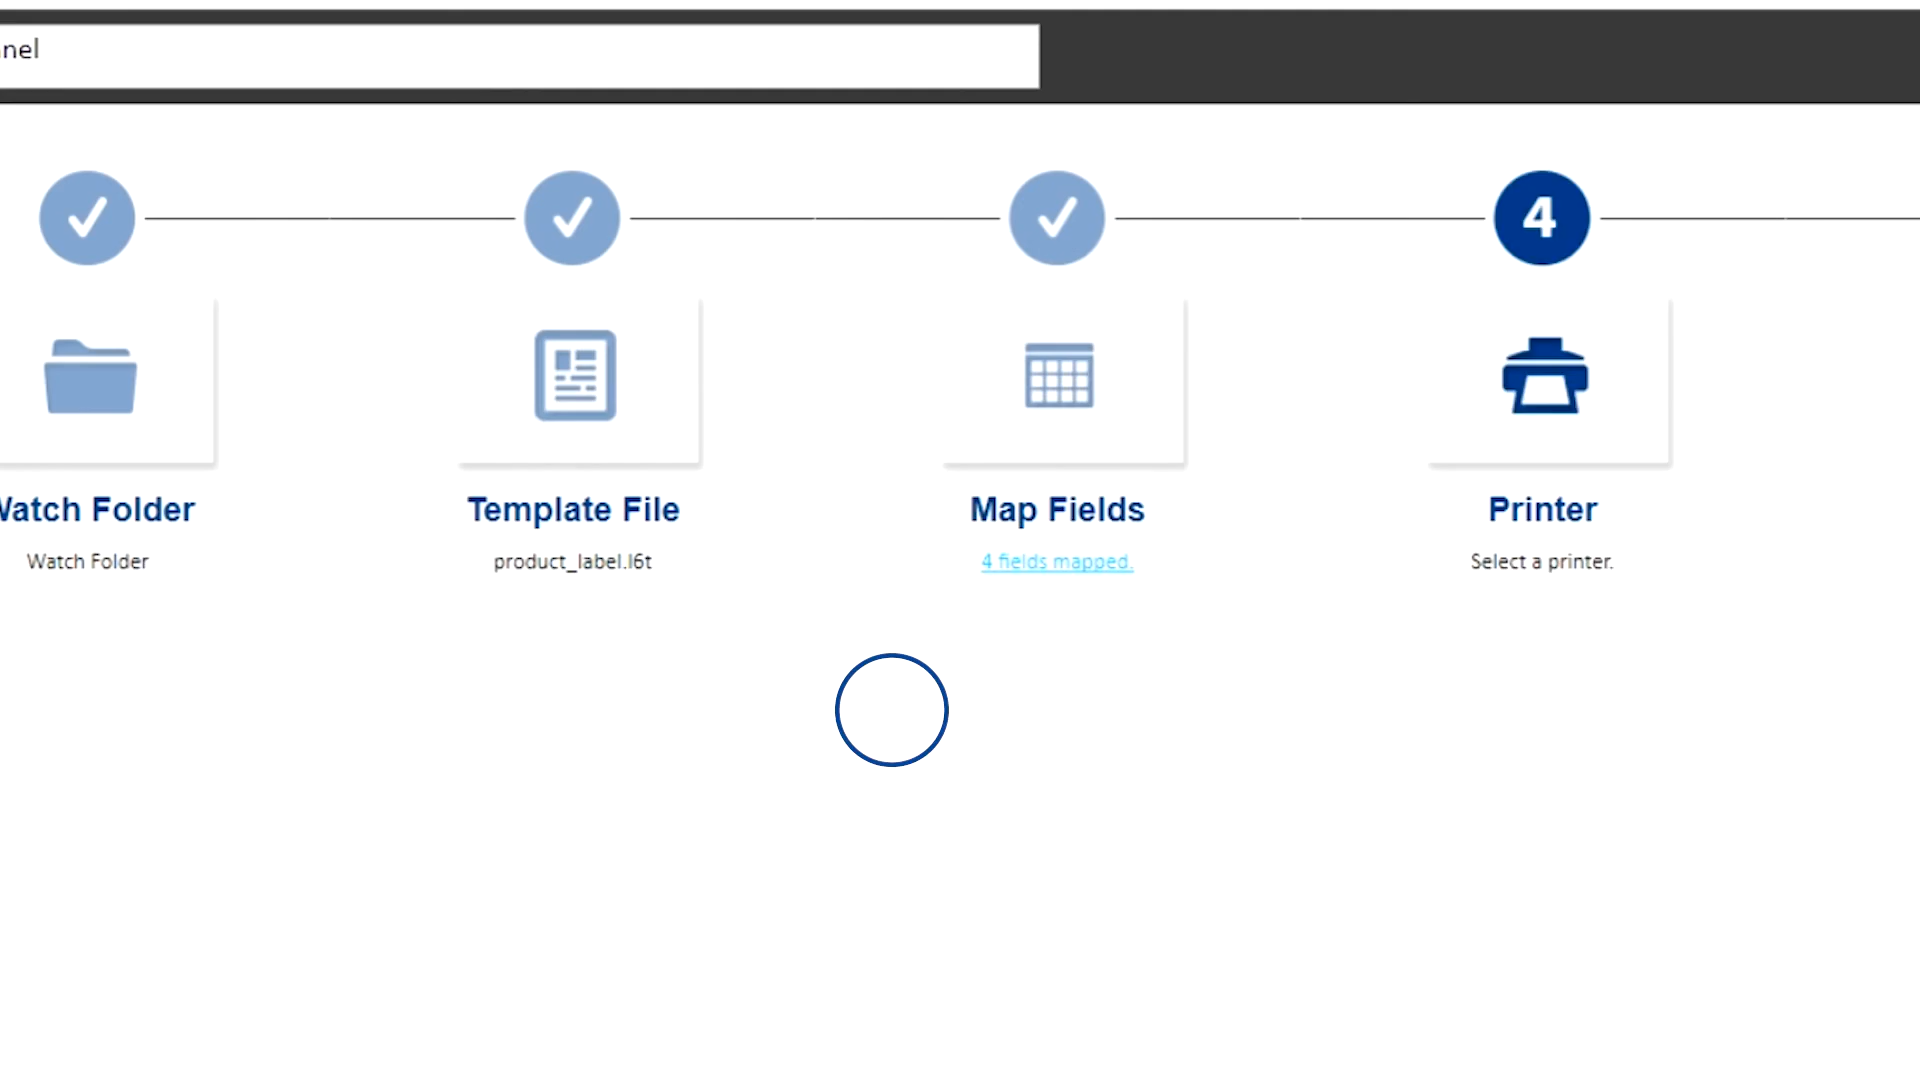 nel
4
Watch Folder
Template File
Map Fields
Printer
Watch Folder
product_label.l6t
4 fields mapped.
Select a printer.